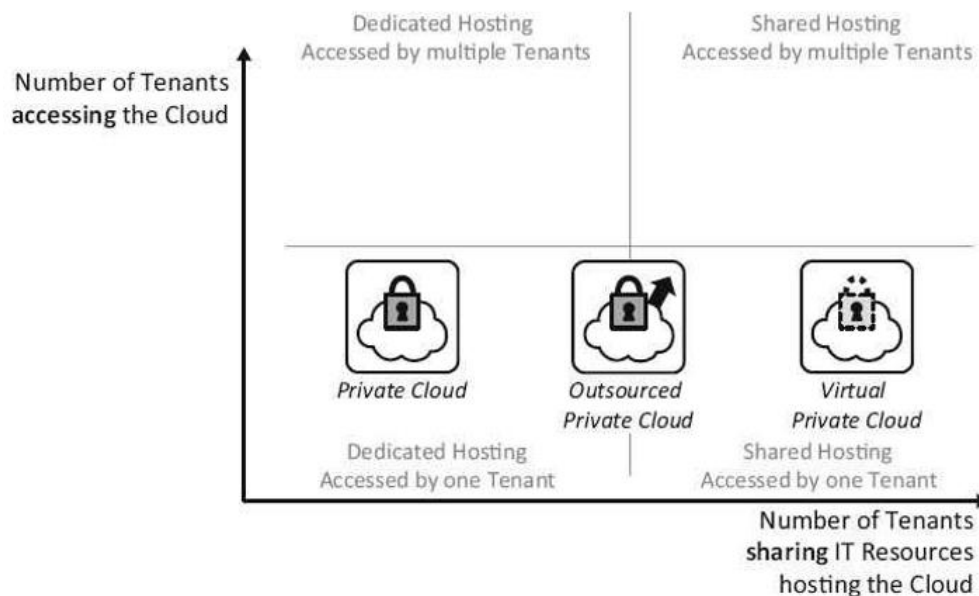 Dedicated Hosting
Accessed by multiple Tenants
Shared Hosting
Accessed by multiple Tenants
Number of Tenants
accessing the Cloud
Private Cloud
Outsourced
Private Cloud
Virtual
Private Cloud
Dedicated Hosting
Accessed by one Tenant
Shared Hosting
Accessed by one Tenant
Number of Tenants
sharing IT Resources
hosting the Cloud